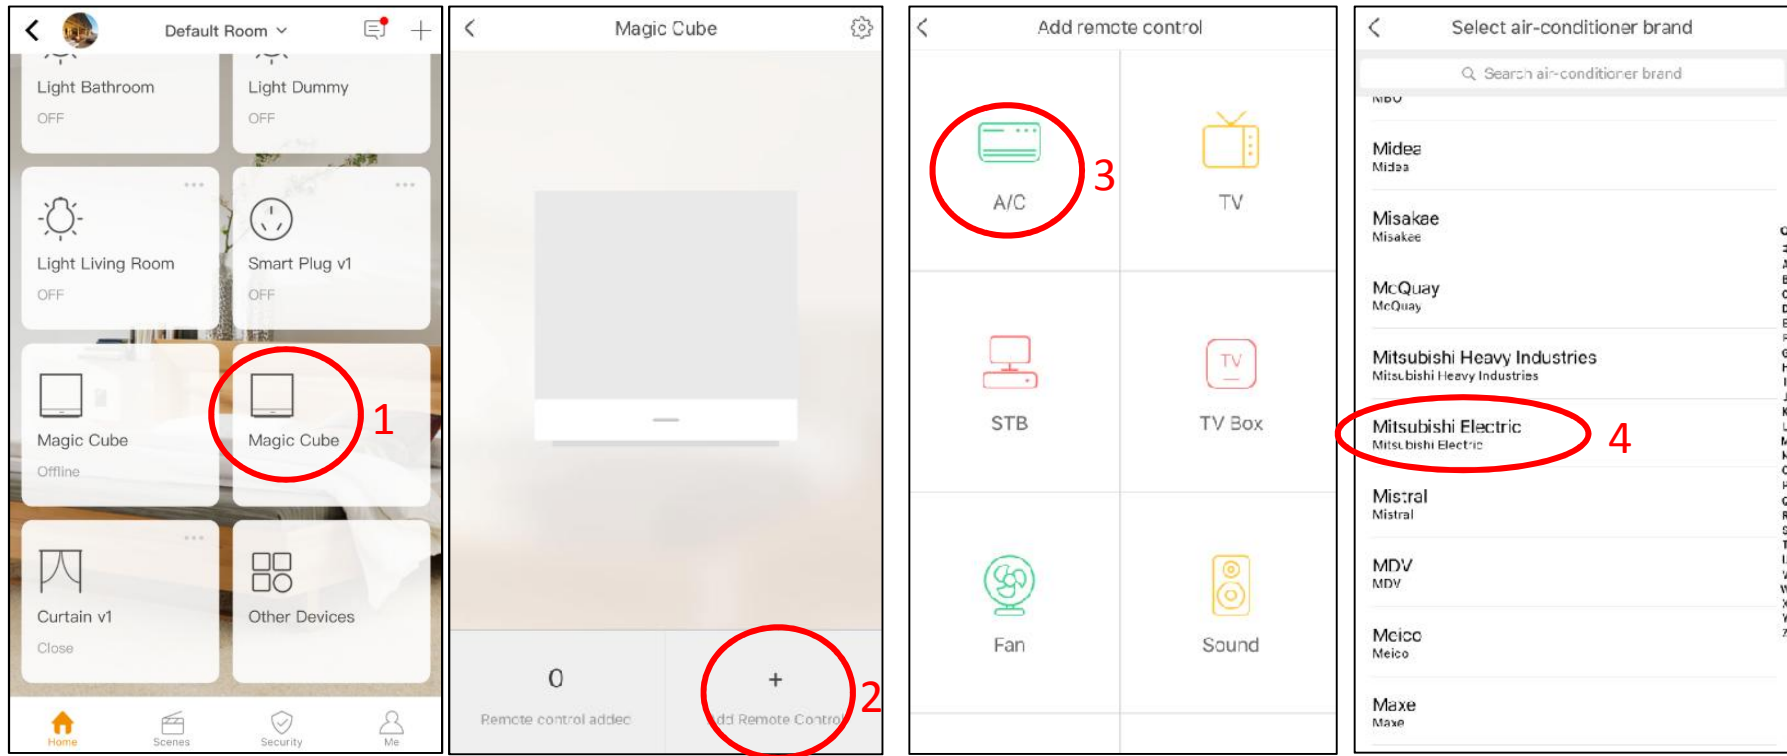 Default Room
Light Bathroom
OFF
Light Dummy
OFF
Light Living Room
OFF
Smart Plug v1
OFF
Magic Cube
Offline
Magic Cube
1
Curtain v1
Close
Other Devices
Home
Scenes
Security
Me
Magic Cube
0
Remote control added
+
Add Remote Control
2
Add remote control
A/C
3
TV
STB
TV
TV Box
Fan
Sound
Select air-conditioner brand
Search air-conditioner brand
Midea
Midea
Misakae
Misakae
McQuay
McQuay
Mitsubishi Heavy Industries
Mitsubishi Heavy Industries
Mitsubishi Electric
Mitsubishi Electric
4
Mistral
Mistral
MDV
MDV
Meico
Meico
Maxe
Maxe